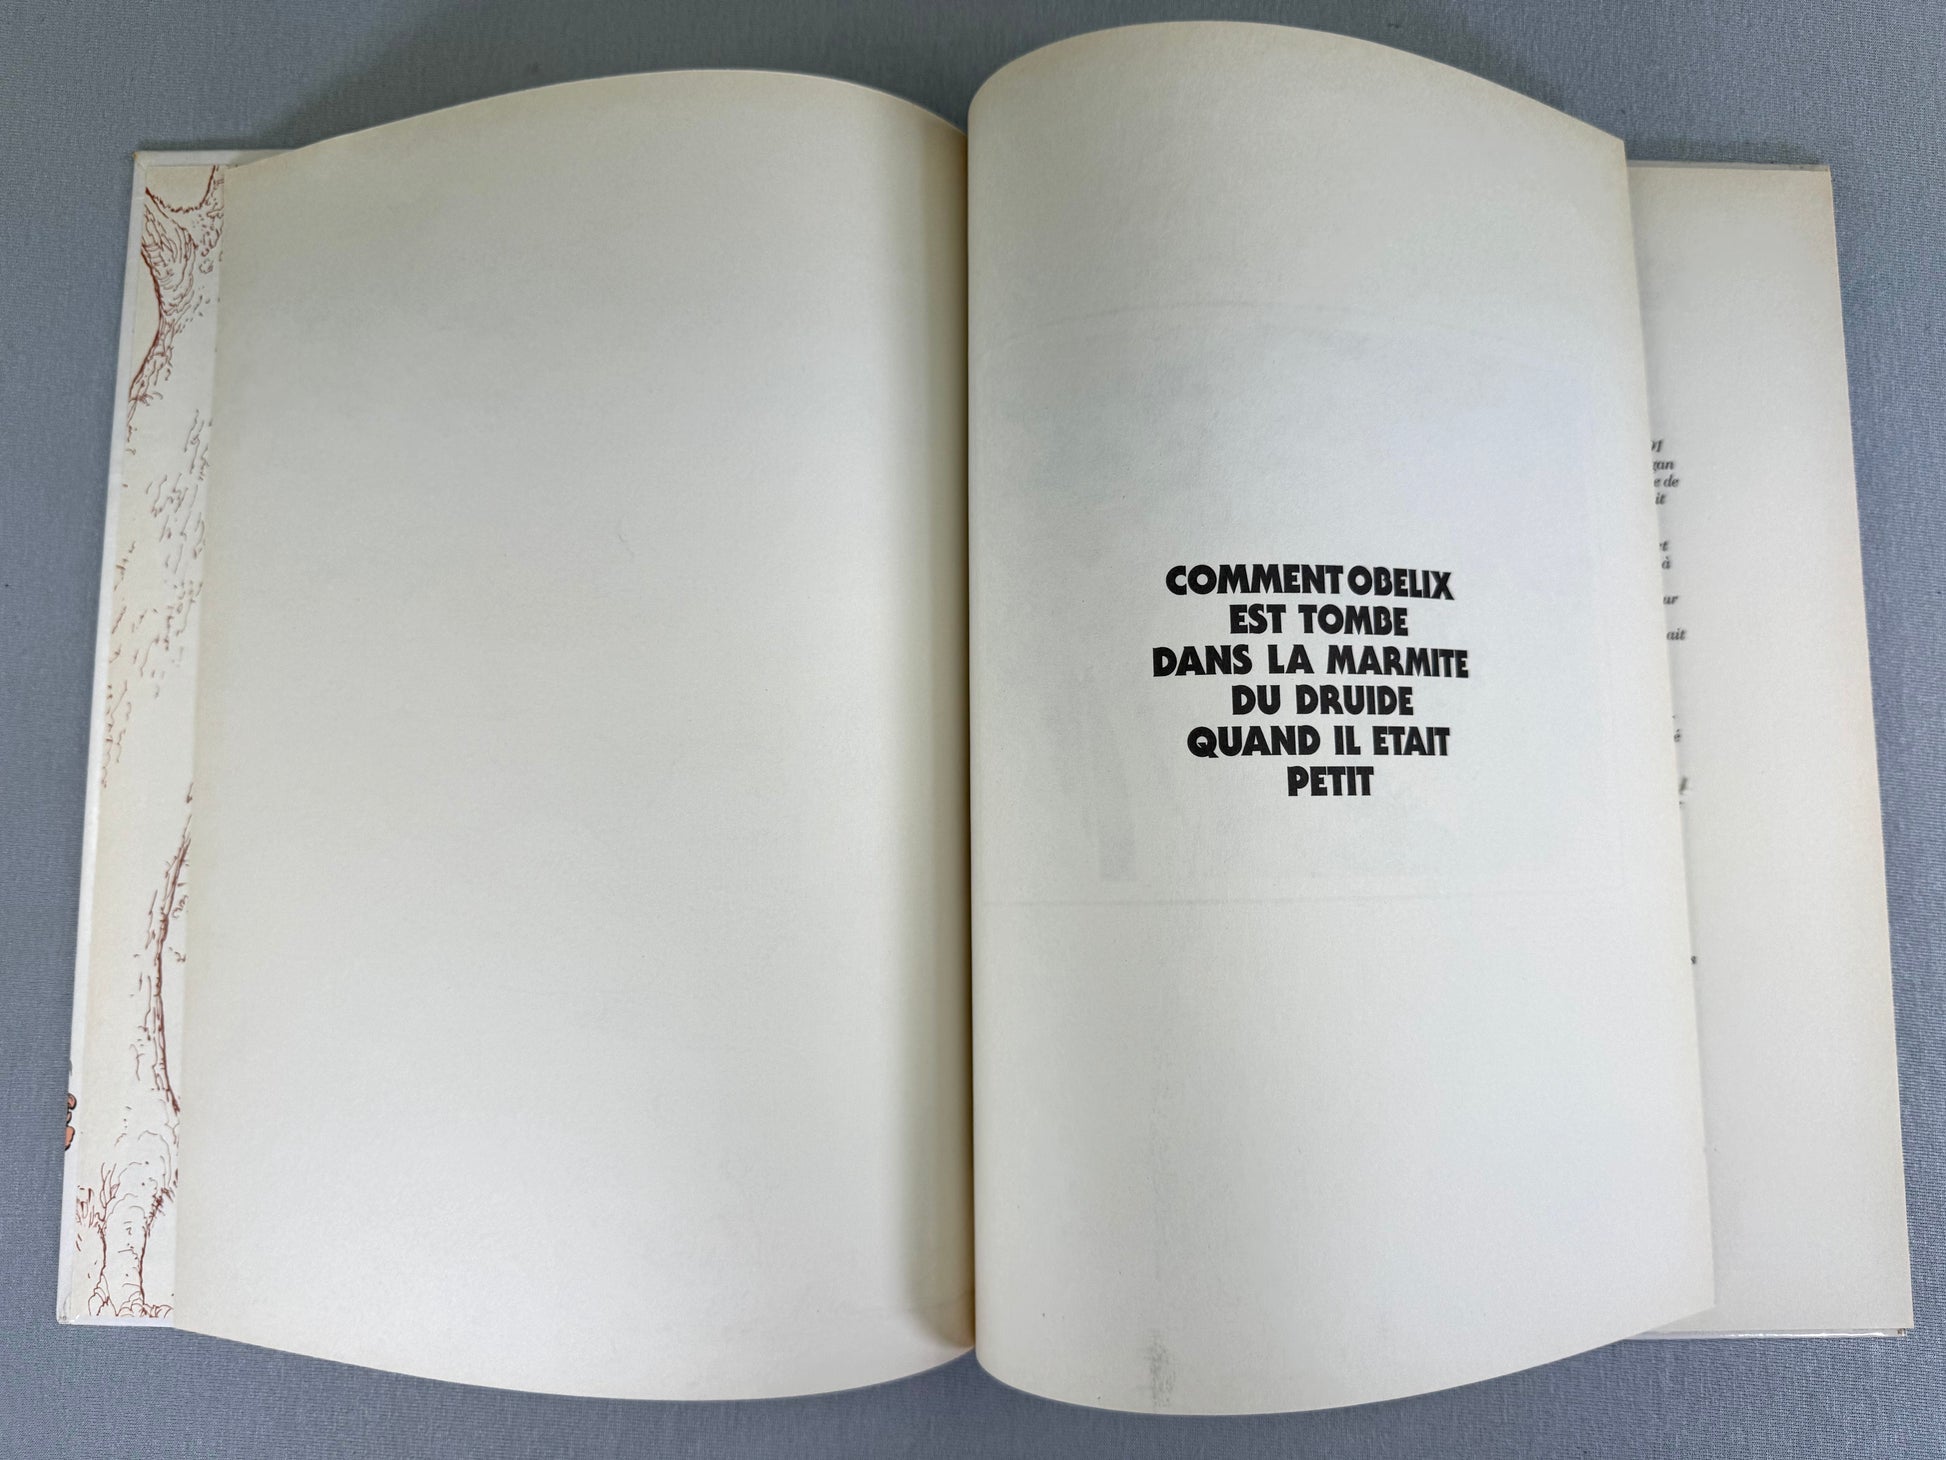 COMMENT OBELIX
EST TOMBE
DANS LA MARMITE
DU DRUIDE
QUAND IL ETAIT
PETIT